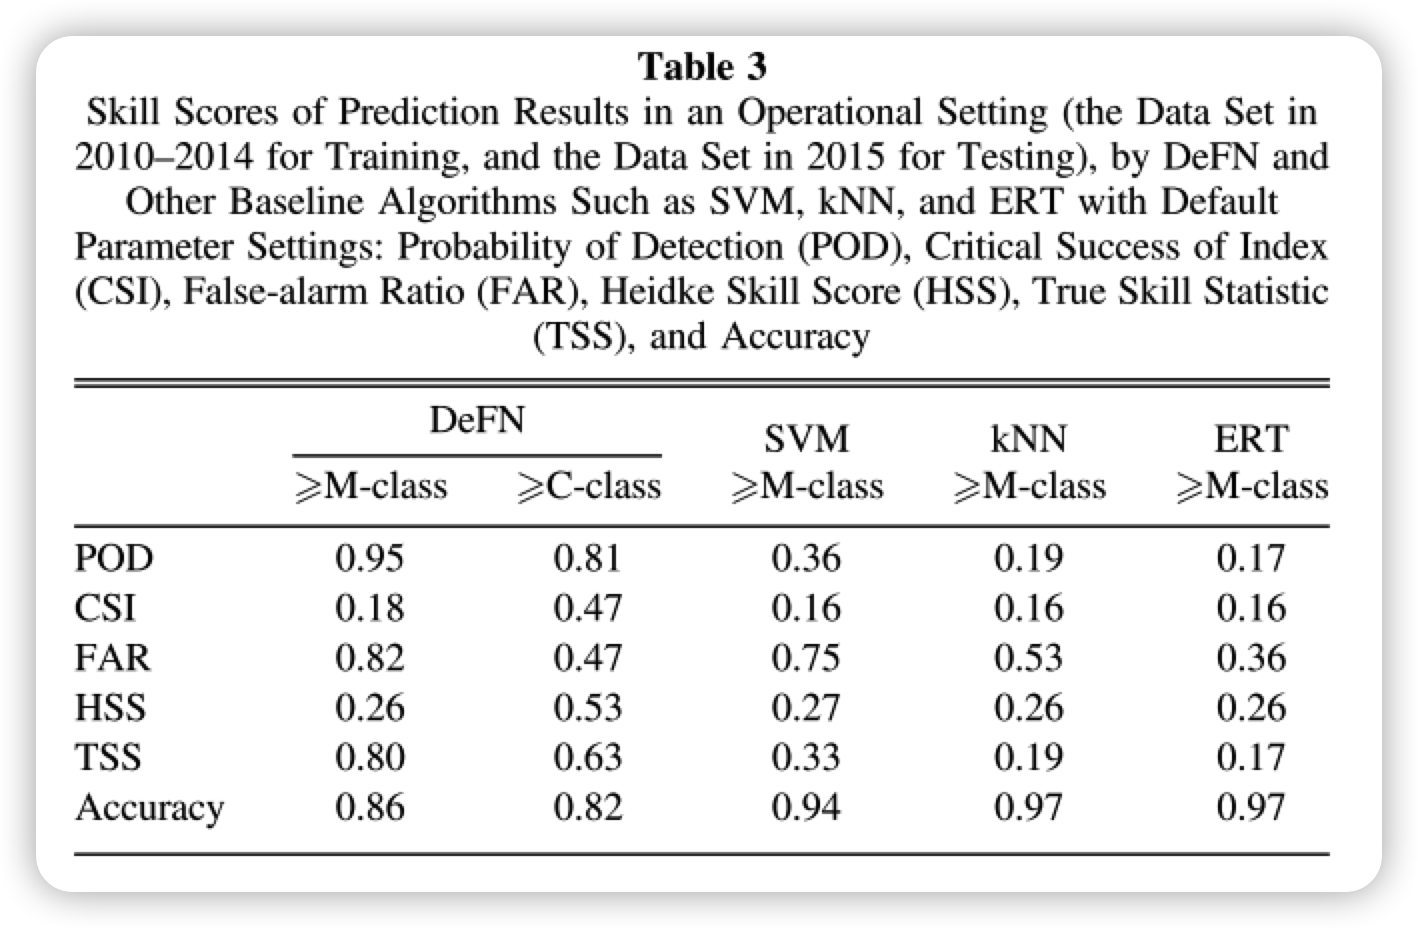 Table 3
Skill Scores of Prediction Results in an Operational Setting (the Data Set in
2010–2014 for Training, and the Data Set in 2015 for Testing), by DeFN and
Other Baseline Algorithms Such as SVM, kNN, and ERT with Default
Parameter Settings: Probability of Detection (POD), Critical Success of Index
(CSI), False-alarm Ratio (FAR), Heidke Skill Score (HSS), True Skill Statistic
(TSS), and Accuracy
DeFN SVM kNN ERT
⩾M-class ⩾C-class ⩾M-class ⩾M-class ⩾M-class
POD 0.95 0.81 0.36 0.19 0.17
CSI 0.18 0.47 0.16 0.16 0.16
FAR 0.82 0.47 0.75 0.53 0.36
HSS 0.26 0.53 0.27 0.26 0.26
TSS 0.80 0.63 0.33 0.19 0.17
Accuracy 0.86 0.82 0.94 0.97 0.97